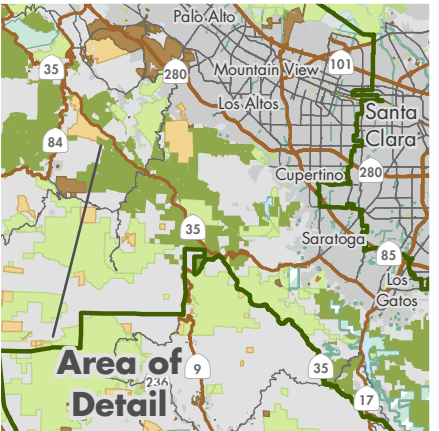 Palo Alto
35
280
Mountain View
101
Los Altos
Santa
Clara
84
Cupertino
280
35
Saratoga
85
Los
Gatos
Area of
Detail
236
9
35
17